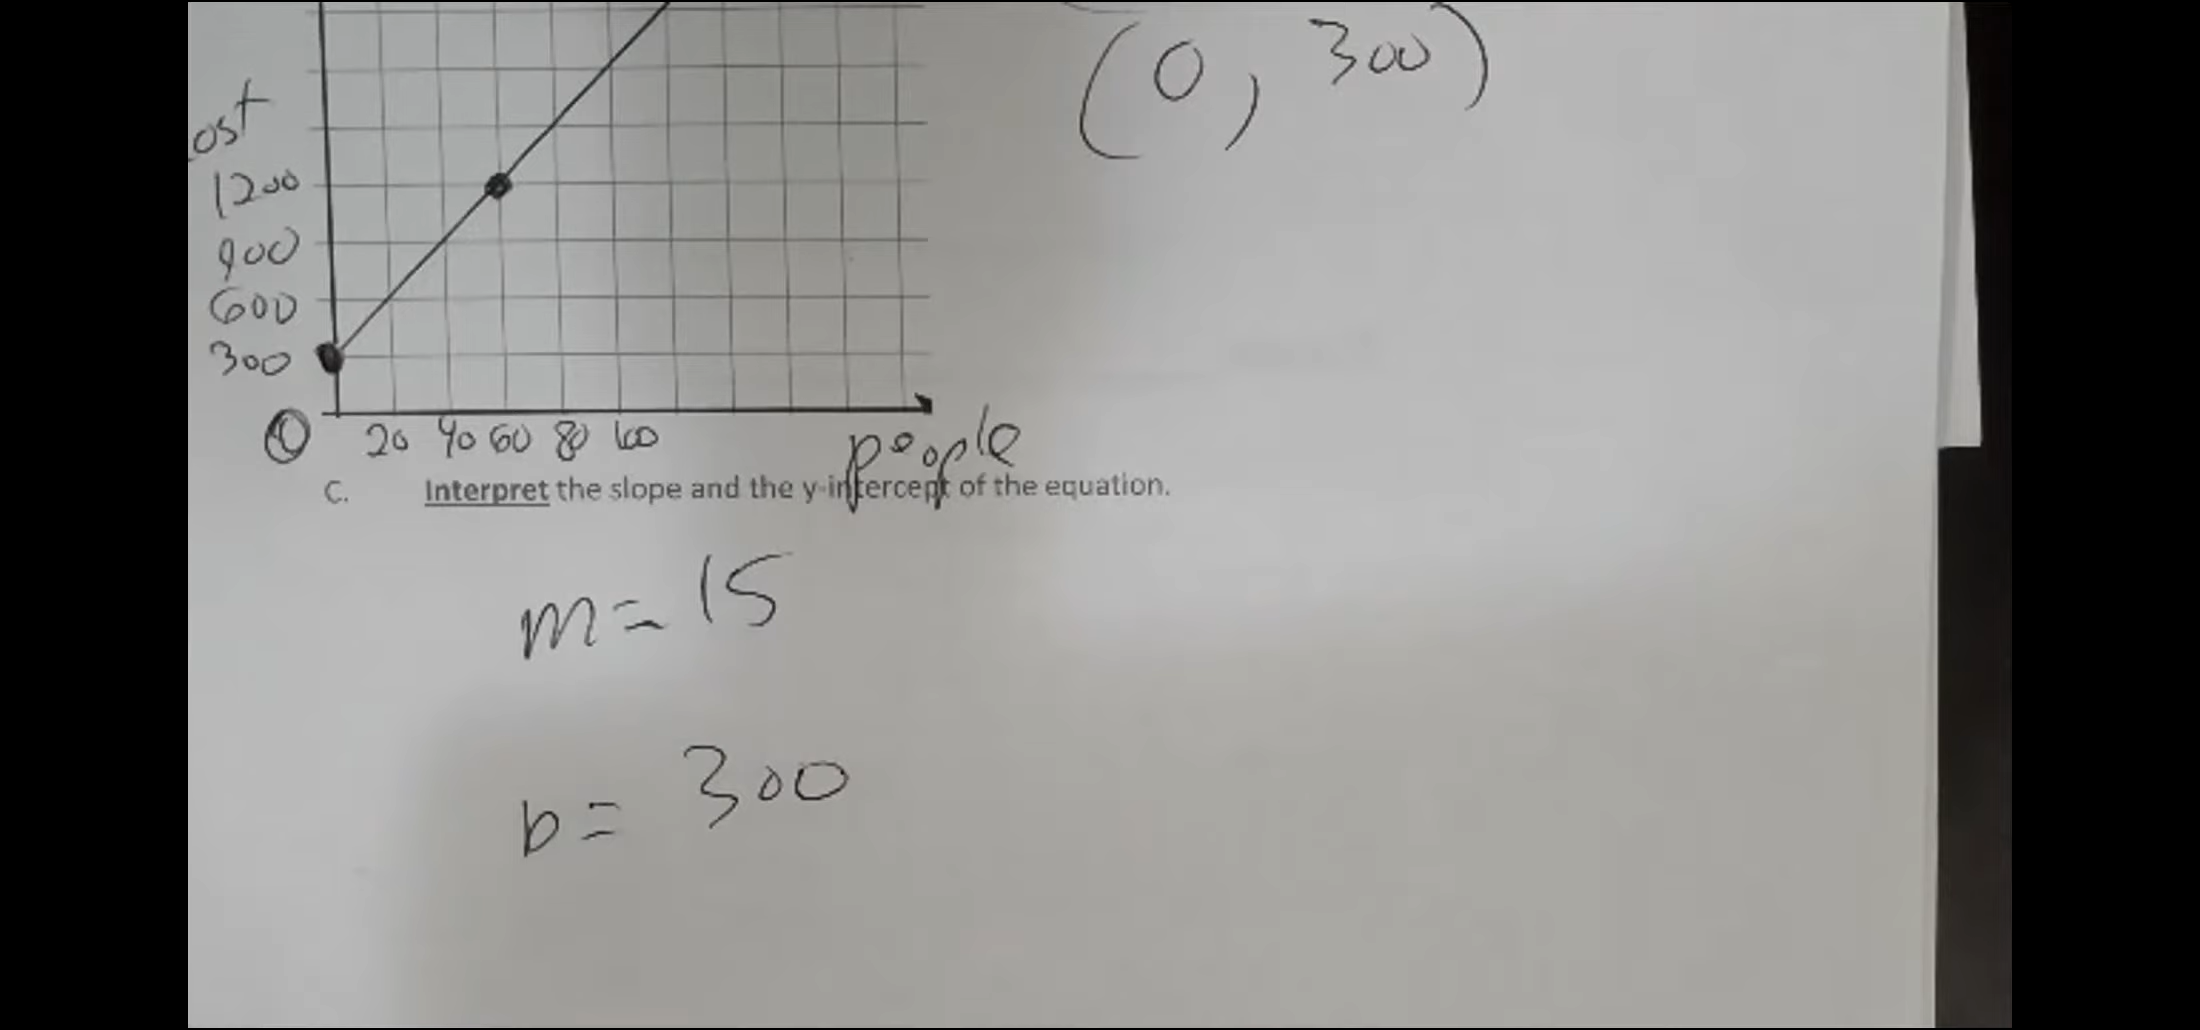 (0, 300)
ost
1200
900
600
300
0 20 40 60 80 100
people
C. Interpret the slope and the y-intercept of the equation.
m = 15
b = 300